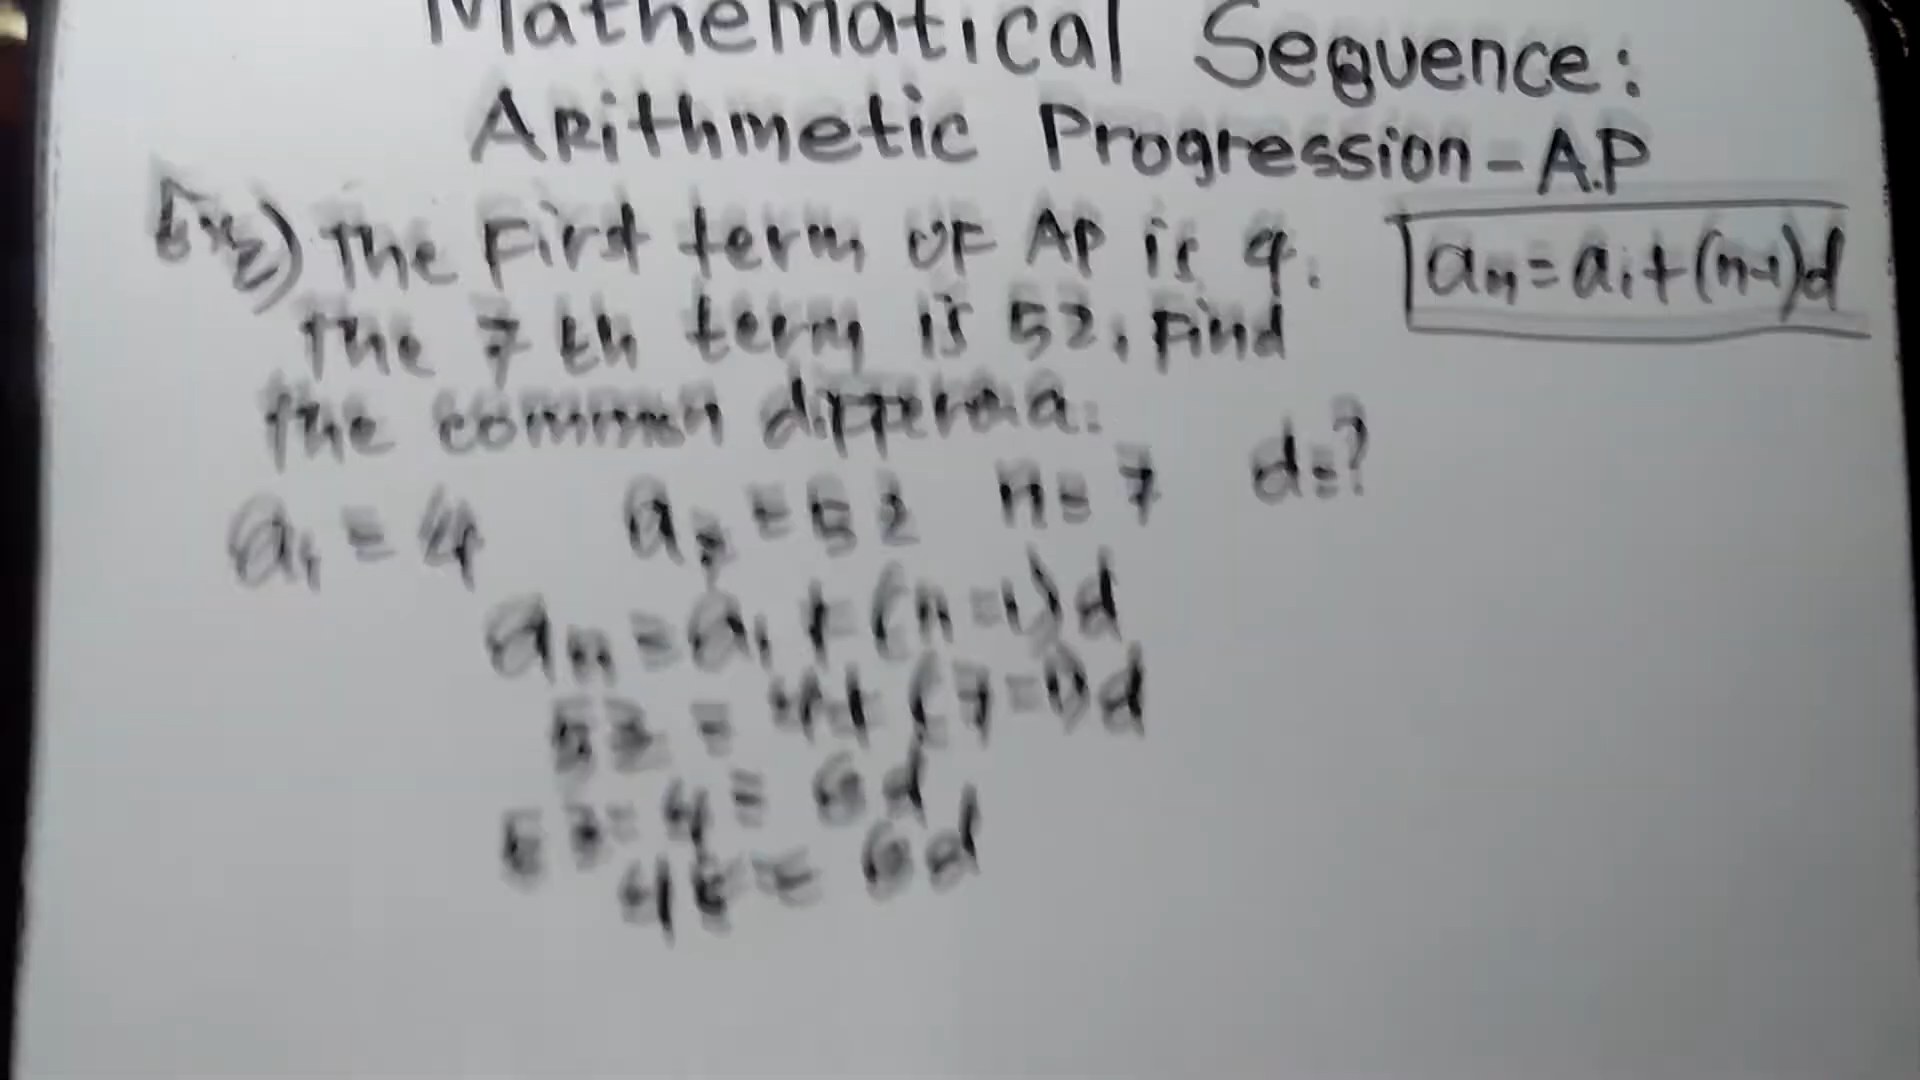 Mathematical Sequence:
Arithmetic Progression - A.P
Ex2) The First term OF AP is 4.
an = a1 + (n-1)d
The 7th term is 52, Find
the common
a1 = 4 a7 = 52 n = 7 d = ?
an = a1 + (n-1)d
52 = 4 + (7-1)d
52 - 4 = 6d
48 = 6d